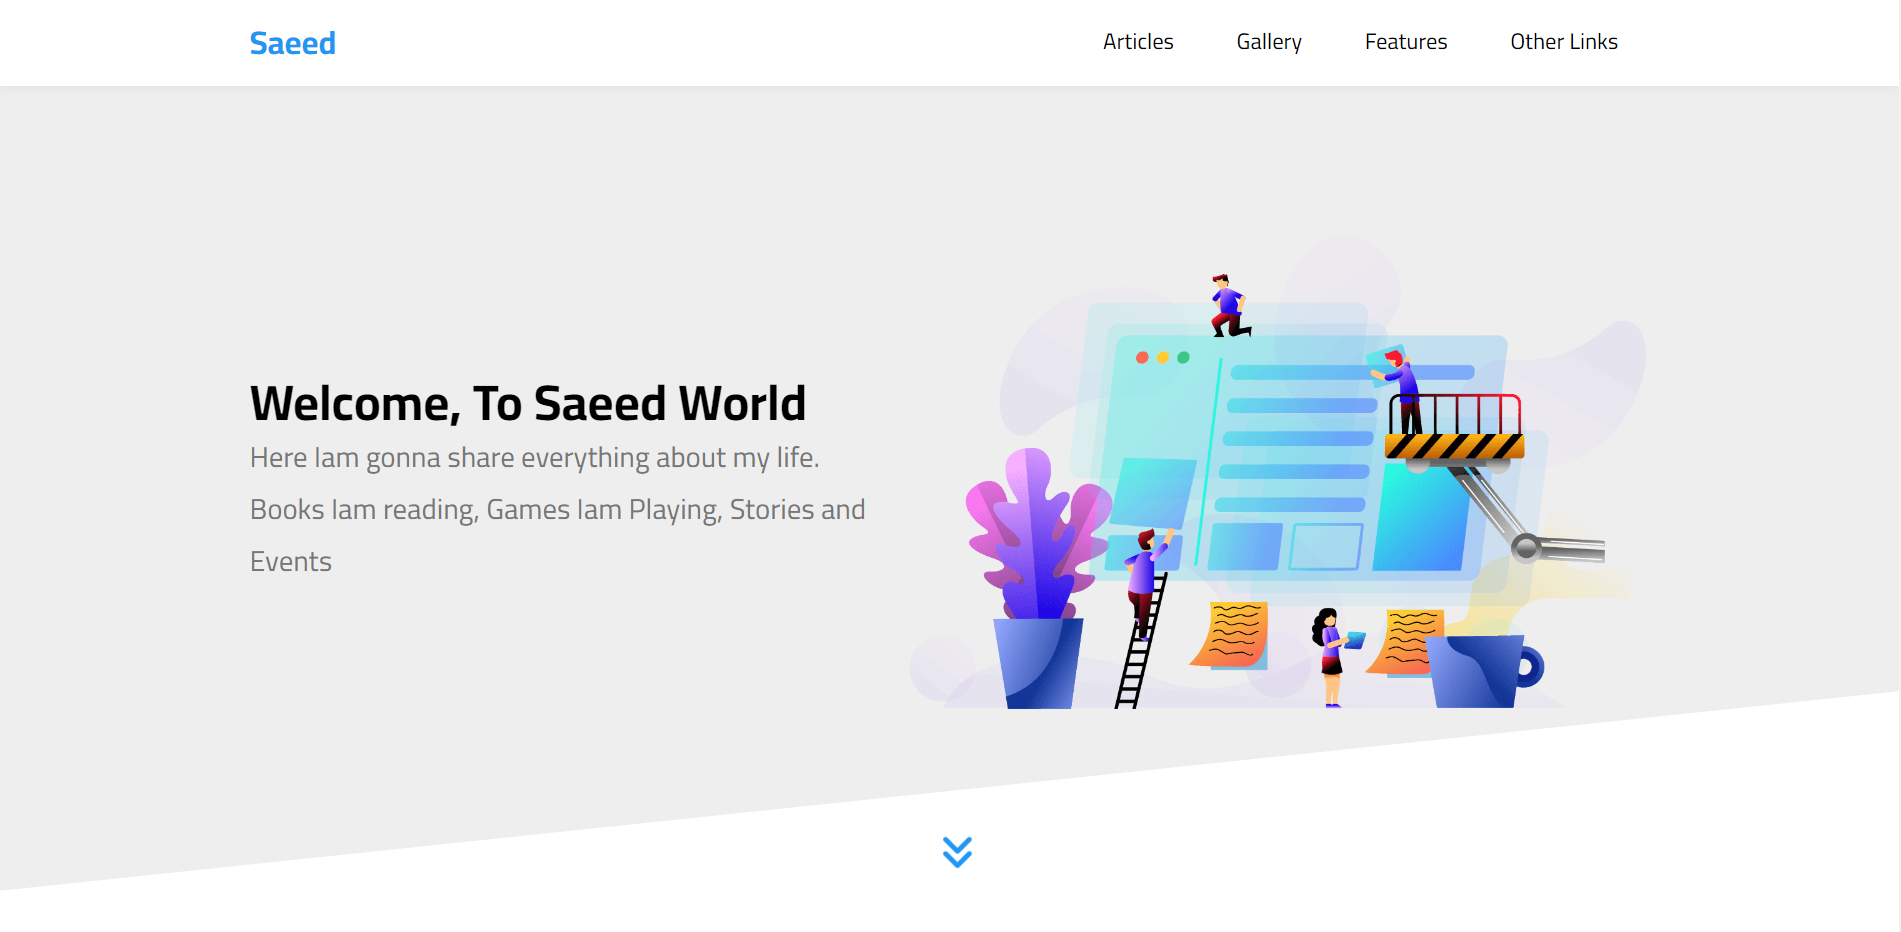 Saeed
Articles
Gallery
Features
Other Links
Welcome, To Saeed World
Here Iam gonna share everything about my life.
Books Iam reading, Games Iam Playing, Stories and
Events